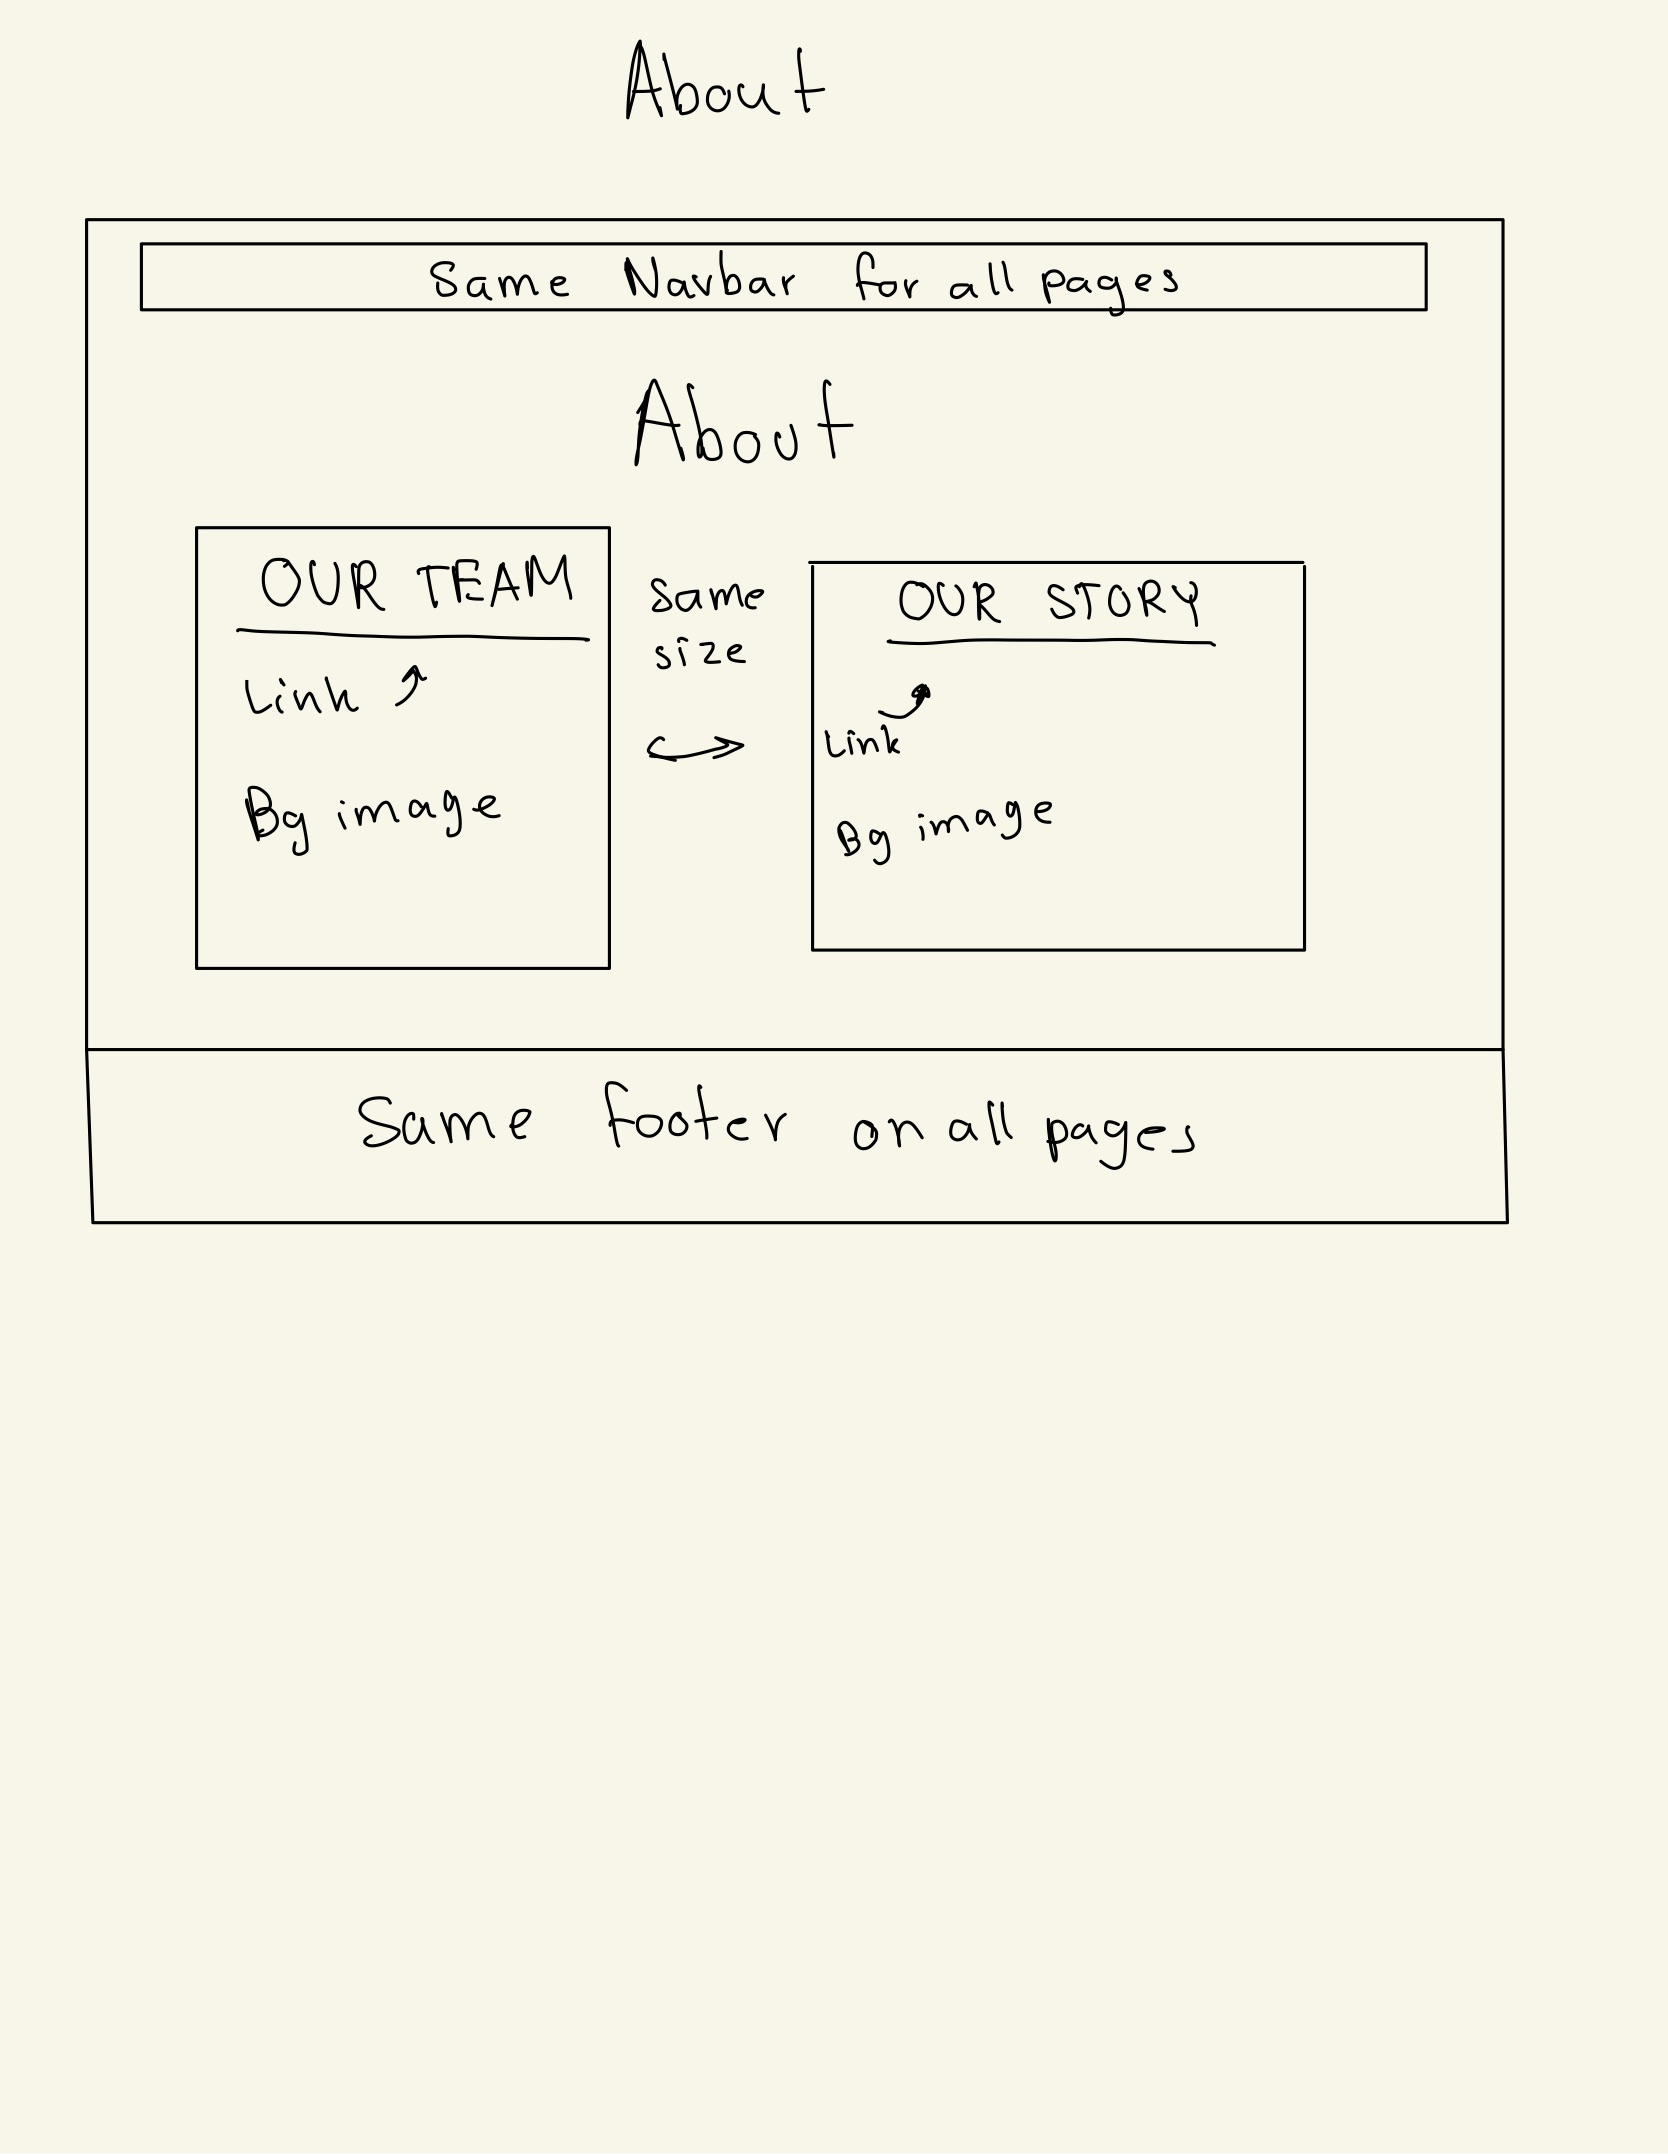 About
Same Navbar for all pages
About
OUR TEAM
Link
Bg image
Same
size
OUR STORY
Link
Bg image
Same footer on all pages